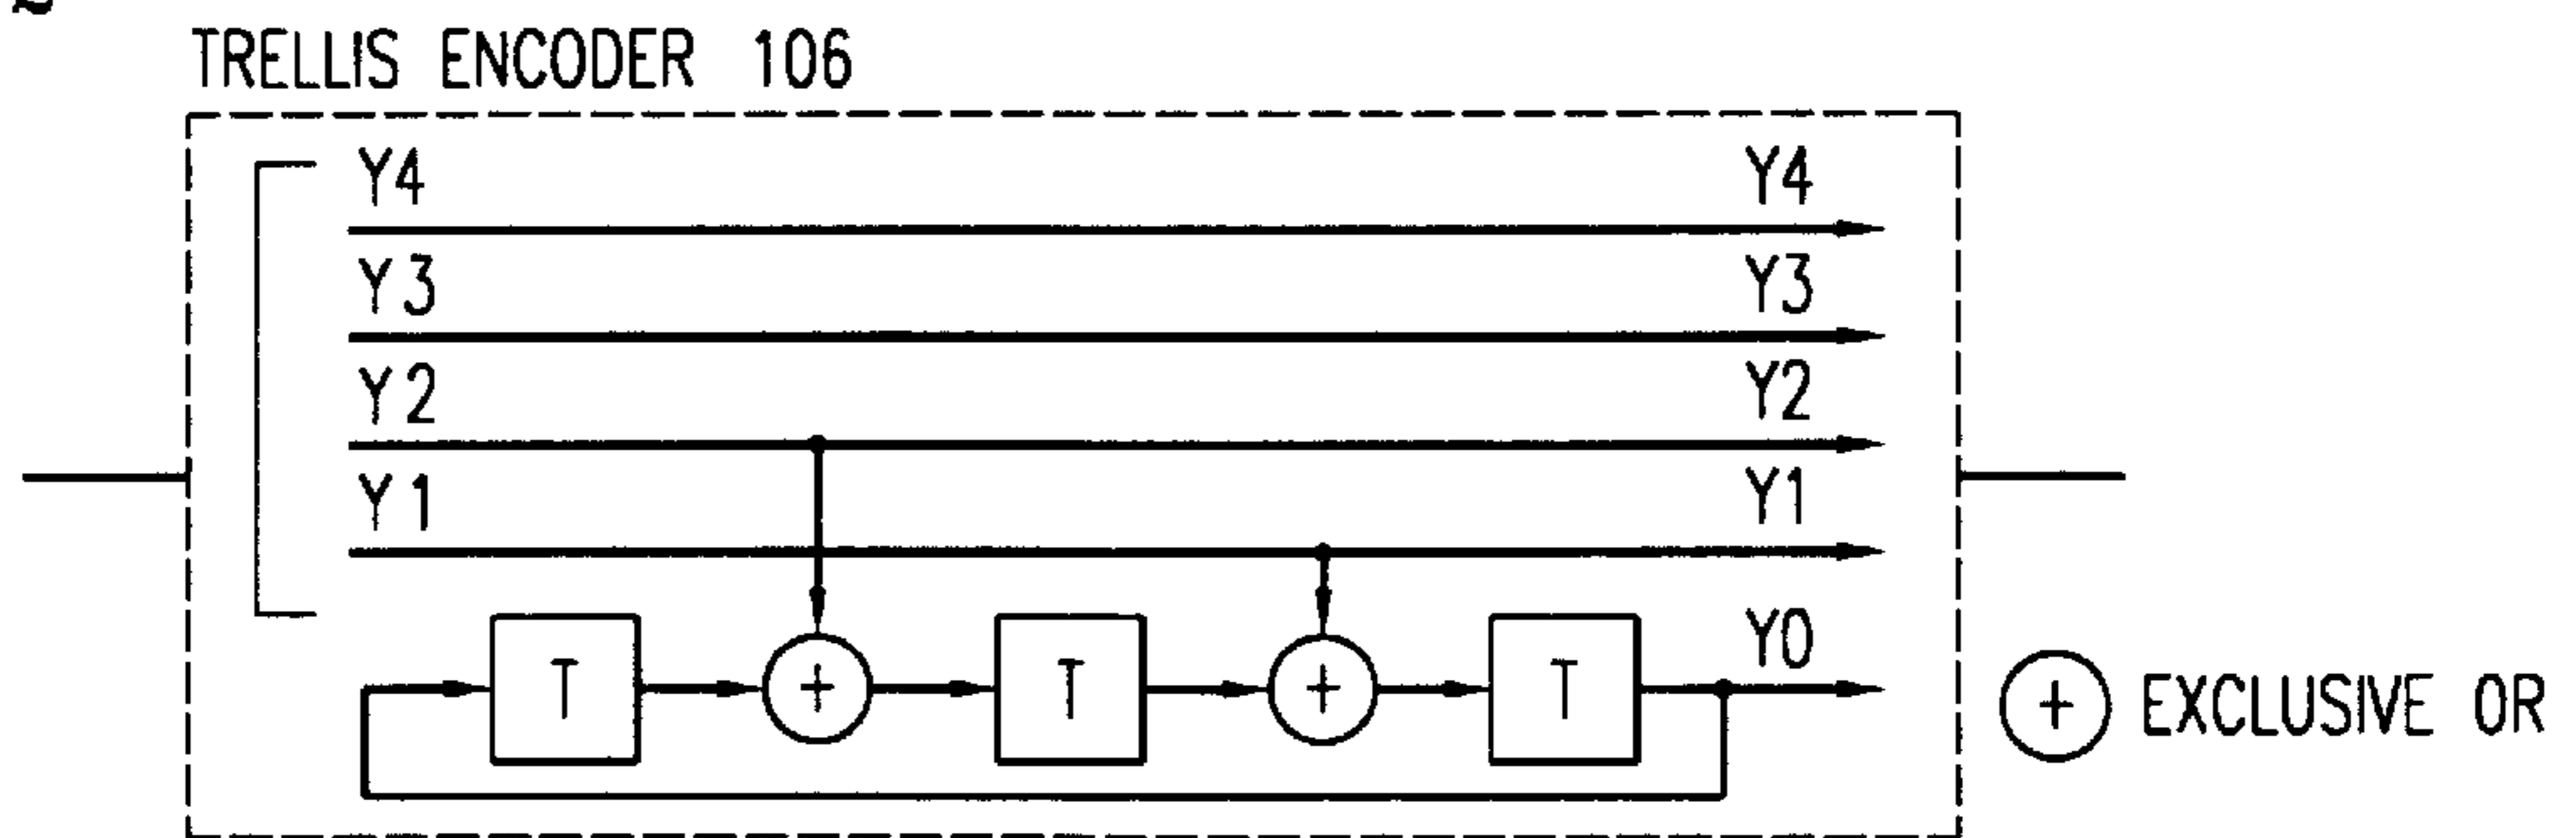 TRELLIS ENCODER 106
Y4 Y4
Y3 Y3
Y2 Y2
Y1 Y1
Y0
T + T + T
+ EXCLUSIVE OR